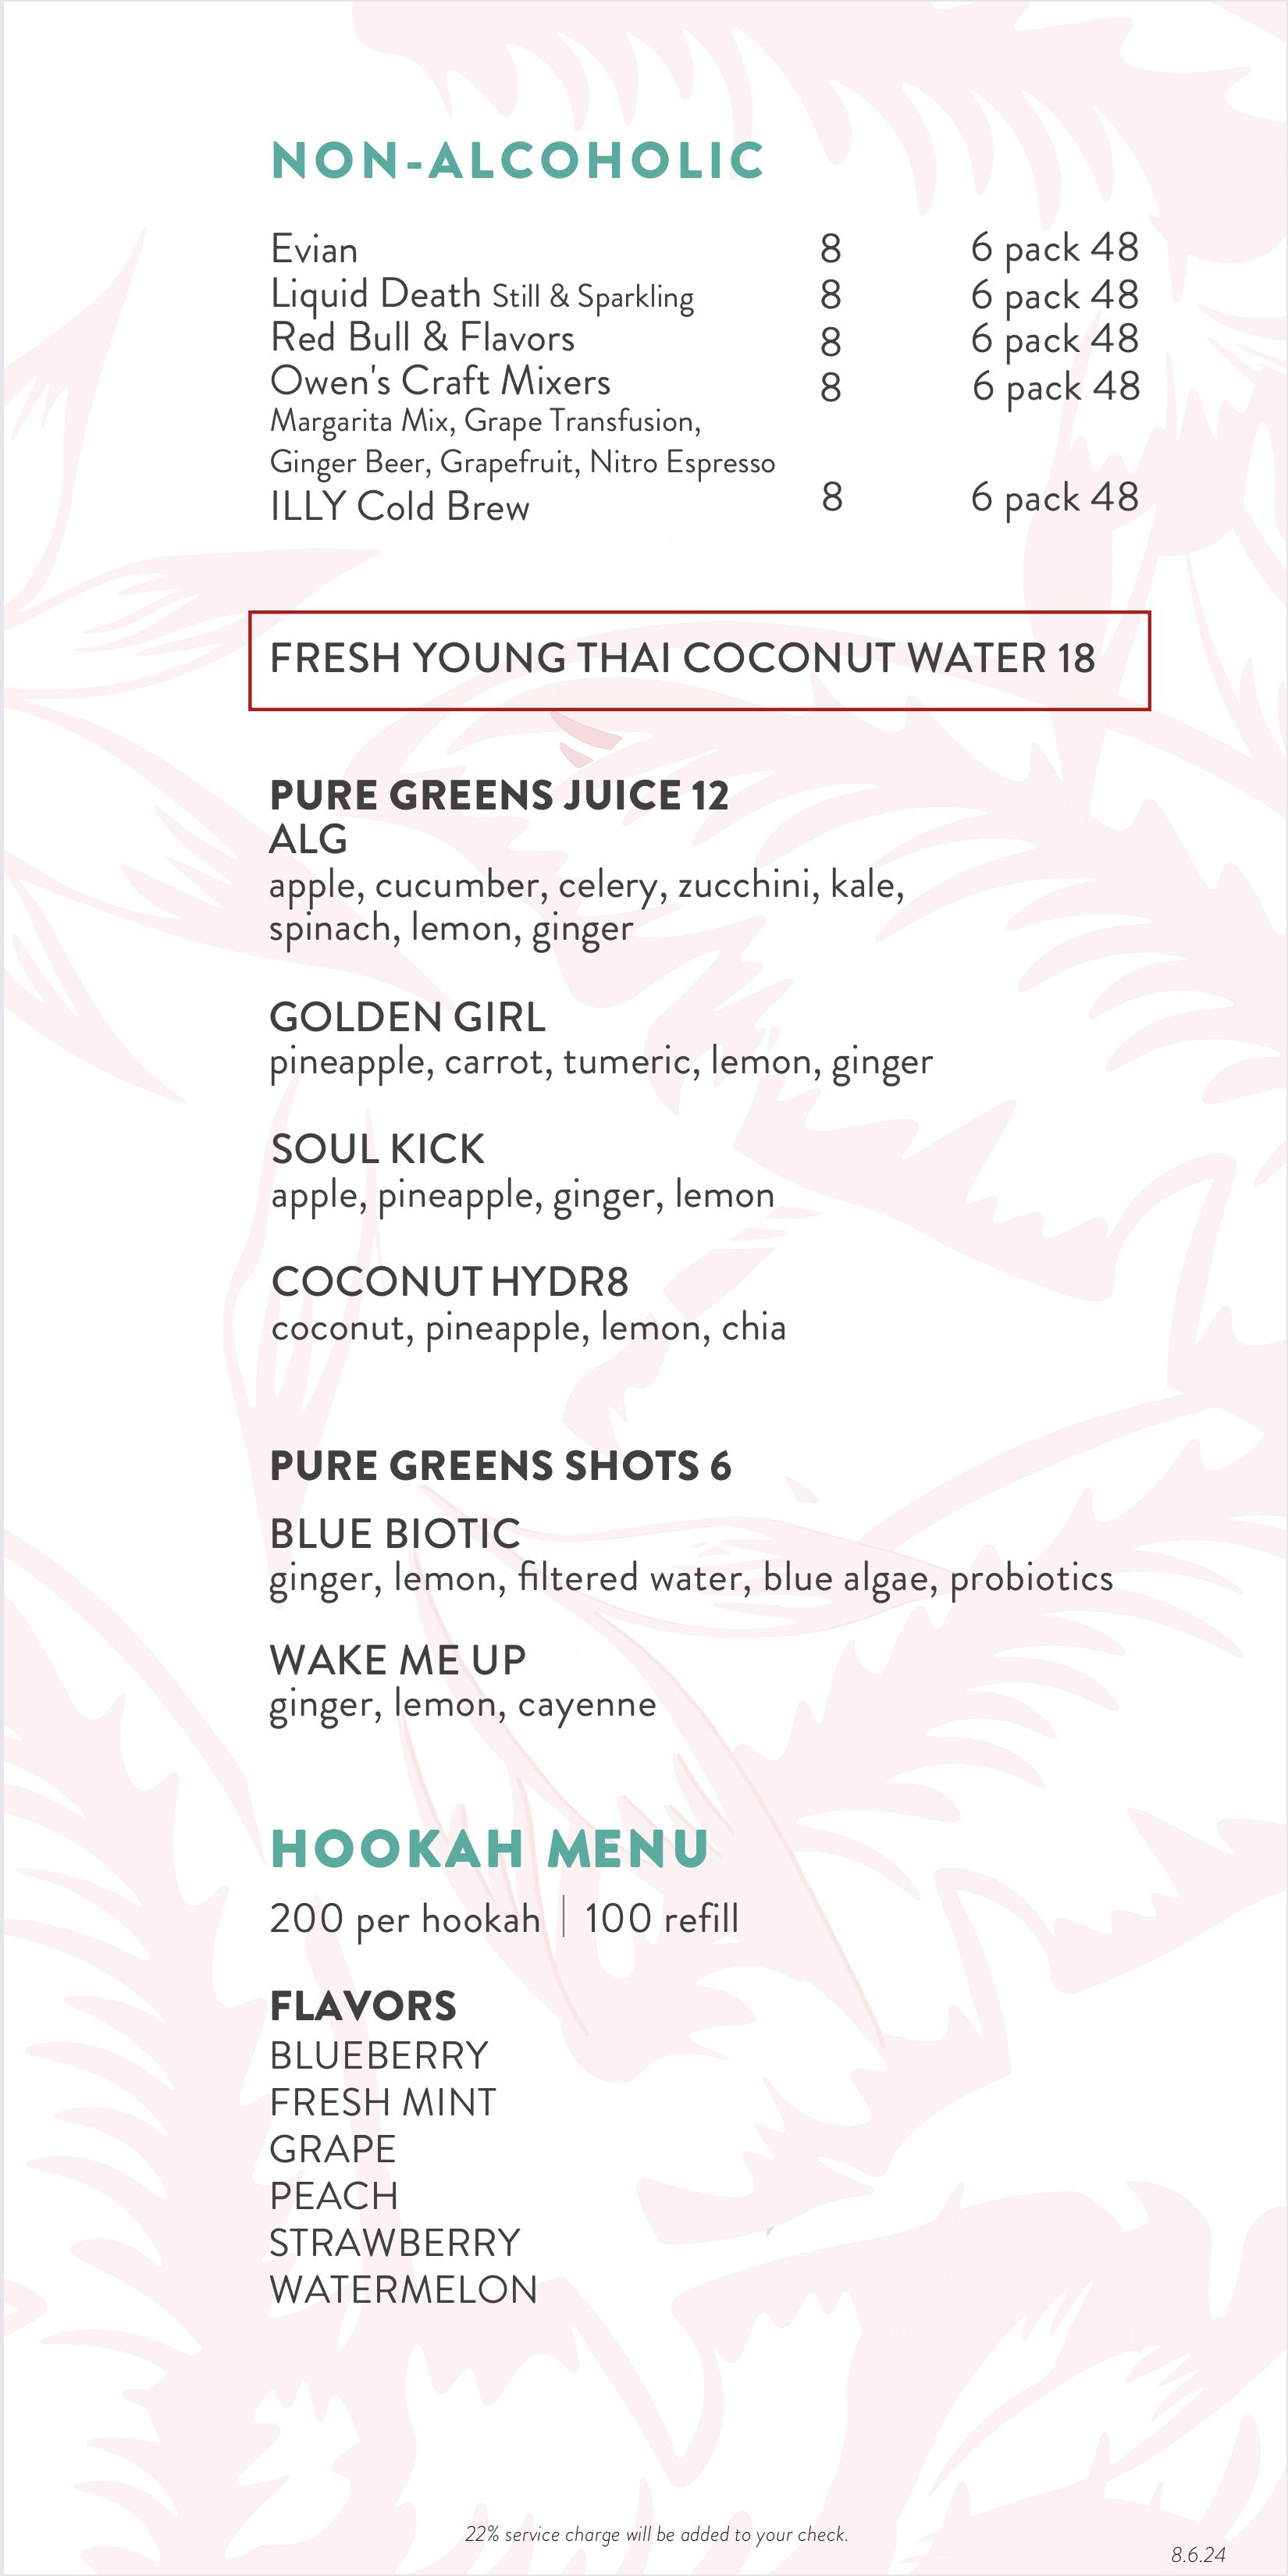 NON-ALCOHOLIC
Evian 8 6 pack 48
Liquid Death Still & Sparkling 8 6 pack 48
Red Bull & Flavors 8 6 pack 48
Owen's Craft Mixers 8 6 pack 48
Margarita Mix, Grape Transfusion,
Ginger Beer, Grapefruit, Nitro Espresso
ILLY Cold Brew 8 6 pack 48
FRESH YOUNG THAI COCONUT WATER 18
PURE GREENS JUICE 12
ALG
apple, cucumber, celery, zucchini, kale,
spinach, lemon, ginger
GOLDEN GIRL
pineapple, carrot, tumeric, lemon, ginger
SOUL KICK
apple, pineapple, ginger, lemon
COCONUT HYDR8
coconut, pineapple, lemon, chia
PURE GREENS SHOTS 6
BLUE BIOTIC
ginger, lemon, filtered water, blue algae, probiotics
WAKE ME UP
ginger, lemon, cayenne
HOOKAH MENU
200 per hookah | 100 refill
FLAVORS
BLUEBERRY
FRESH MINT
GRAPE
PEACH
STRAWBERRY
WATERMELON
22% service charge will be added to your check.
8.6.24